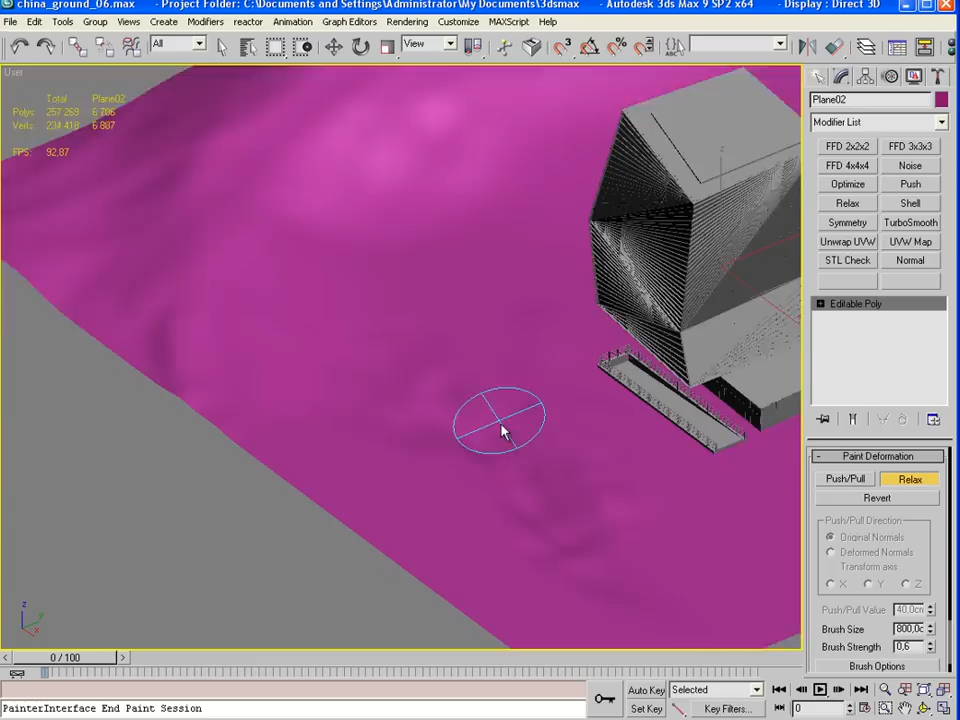 china_ground_06.max - Project Folder: C:\Documents and Settings\Administrator\My Documents\3dsmax - Autodesk 3ds Max 9 SP2 x64 - Display : Direct 3D
File Edit Tools Group Views Create Modifiers reactor Animation Graph Editors Rendering Customize MAXScript Help
All View
User
Total Plane02
Polys: 257 269 6 706
Verts: 234 418 6 887
FPS: 92,87
Plane02
Modifier List
FFD 2x2x2 FFD 3x3x3
FFD 4x4x4 Noise
Optimize Push
Relax Shell
Symmetry TurboSmooth
Unwrap UVW UVW Map
STL Check Normal
Editable Poly
- Paint Deformation
Push/Pull Relax
Revert
Push/Pull Direction
Original Normals
Deformed Normals
Transform axis
X Y Z
Push/Pull Value 40,0cm
Brush Size 800,0c
Brush Strength 0,6
Brush Options
z
y
x
0 / 100
Auto Key Selected
Set Key Key Filters... 0
PainterInterface End Paint Session